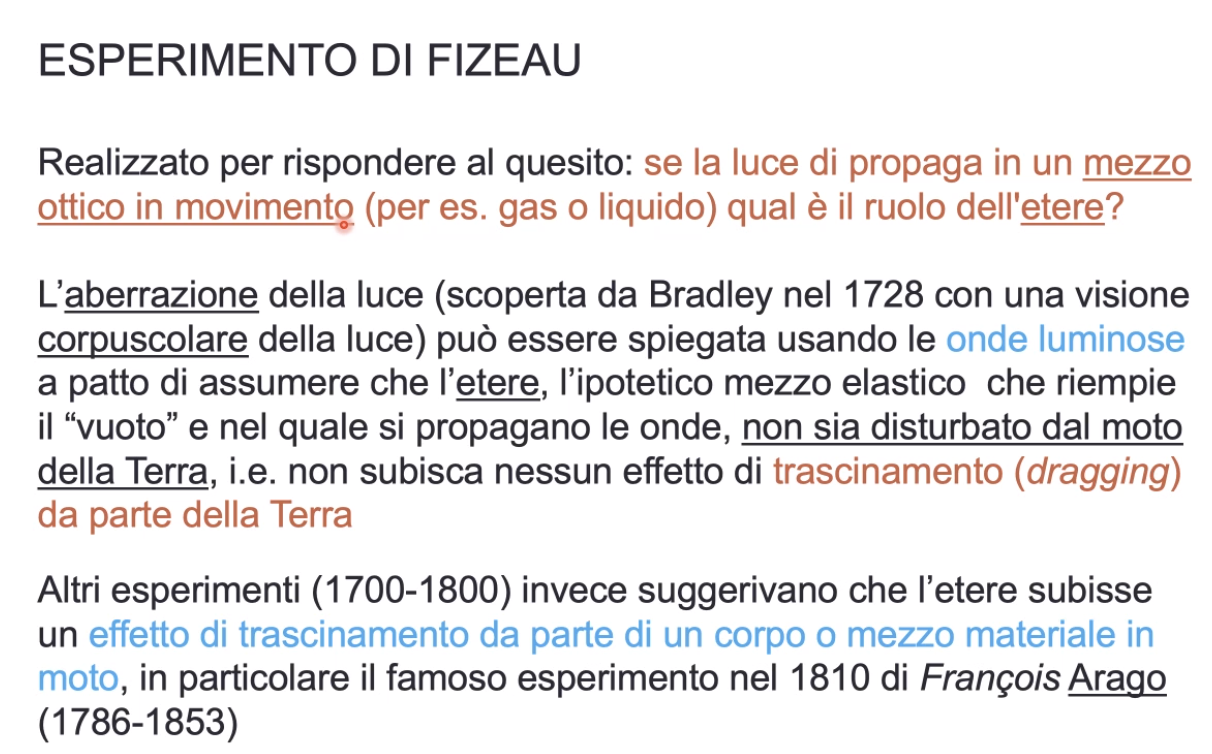 ESPERIMENTO DI FIZEAU
Realizzato per rispondere al quesito: se la luce di propaga in un mezzo
ottico in movimento (per es. gas o liquido) qual è il ruolo dell'etere?
L’aberrazione della luce (scoperta da Bradley nel 1728 con una visione
corpuscolare della luce) può essere spiegata usando le onde luminose
a patto di assumere che l’etere, l’ipotetico mezzo elastico  che riempie
il “vuoto” e nel quale si propagano le onde, non sia disturbato dal moto
della Terra, i.e. non subisca nessun effetto di trascinamento (dragging)
da parte della Terra
Altri esperimenti (1700-1800) invece suggerivano che l’etere subisse
un effetto di trascinamento da parte di un corpo o mezzo materiale in
moto, in particolare il famoso esperimento nel 1810 di François Arago
(1786-1853)